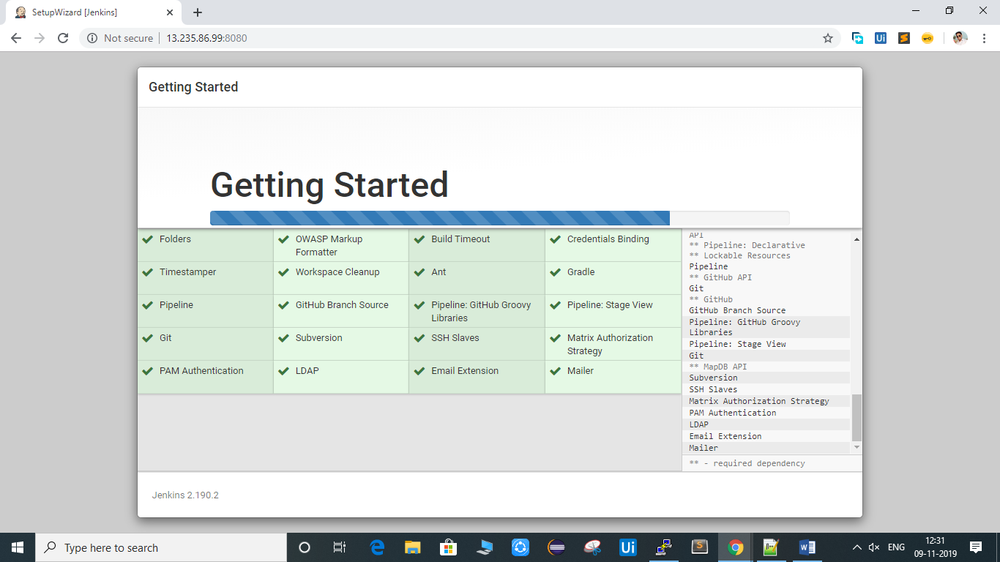 SetupWizard [Jenkins]
Not secure
13.235.86.99:8080
Getting Started
Getting Started
Folders
OWASP Markup
Formatter
Build Timeout
Credentials Binding
Timestamper
Workspace Cleanup
Ant
Gradle
Pipeline
GitHub Branch Source
Pipeline: GitHub Groovy
Libraries
Pipeline: Stage View
Git
Subversion
SSH Slaves
Matrix Authorization
Strategy
PAM Authentication
LDAP
Email Extension
Mailer
API
** Pipeline: Declarative
** Lockable Resources
Pipeline
** GitHub API
Git
** GitHub
GitHub Branch Source
Pipeline: GitHub Groovy
Libraries
Pipeline: Stage View
Git
** MapDB API
Subversion
SSH Slaves
Matrix Authorization Strategy
PAM Authentication
LDAP
Email Extension
Mailer
** - required dependency
Jenkins 2.190.2
Type here to search
ENG
12:31
09-11-2019